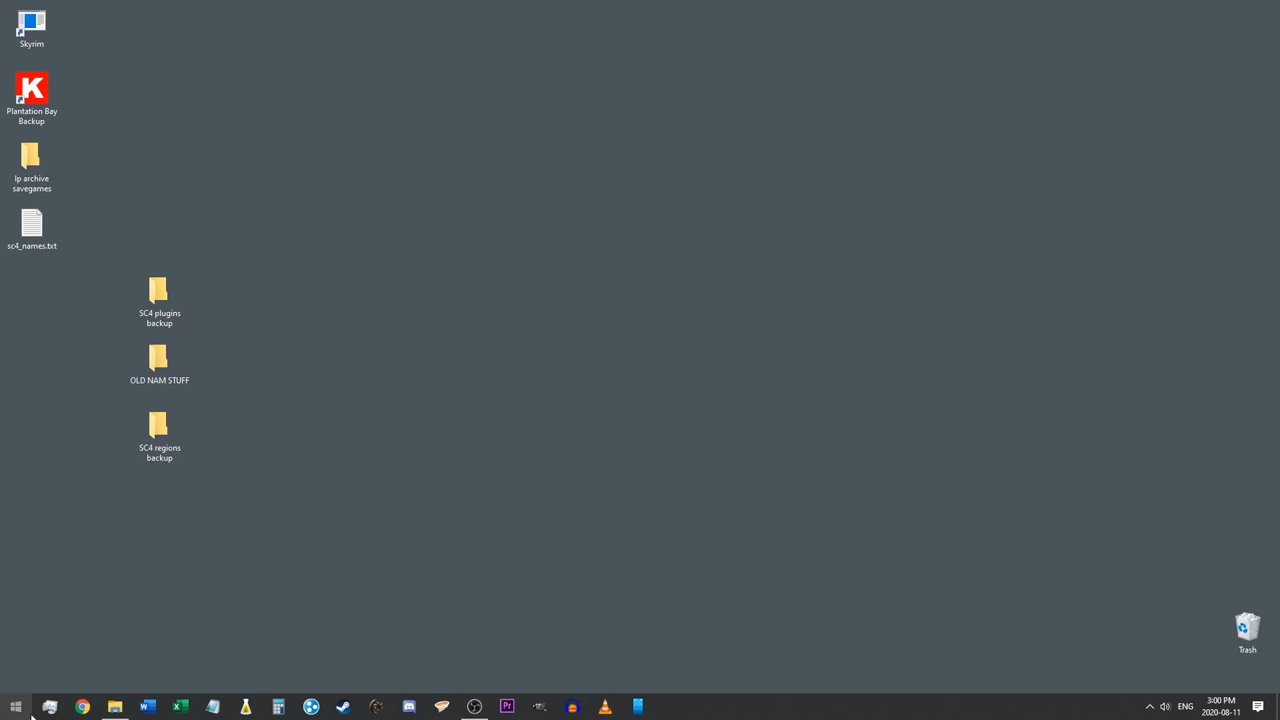 Skyrim
K
Plantation Bay
Backup
lp archive
savegames
sc4_names.txt
SC4 plugins
backup
OLD NAM STUFF
SC4 regions
backup
Trash
W
X
Pr
ENG
3:00 PM
2020-08-11